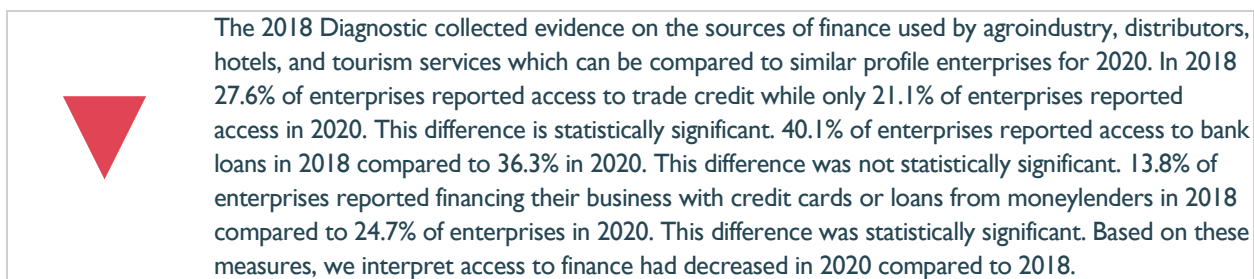 The 2018 Diagnostic collected evidence on the sources of finance used by agroindustry, distributors,
hotels, and tourism services which can be compared to similar profile enterprises for 2020. In 2018
27.6% of enterprises reported access to trade credit while only 21.1% of enterprises reported
access in 2020. This difference is statistically significant. 40.1% of enterprises reported access to bank
loans in 2018 compared to 36.3% in 2020. This difference was not statistically significant. 13.8% of
enterprises reported financing their business with credit cards or loans from moneylenders in 2018
compared to 24.7% of enterprises in 2020. This difference was statistically significant. Based on these
measures, we interpret access to finance had decreased in 2020 compared to 2018.